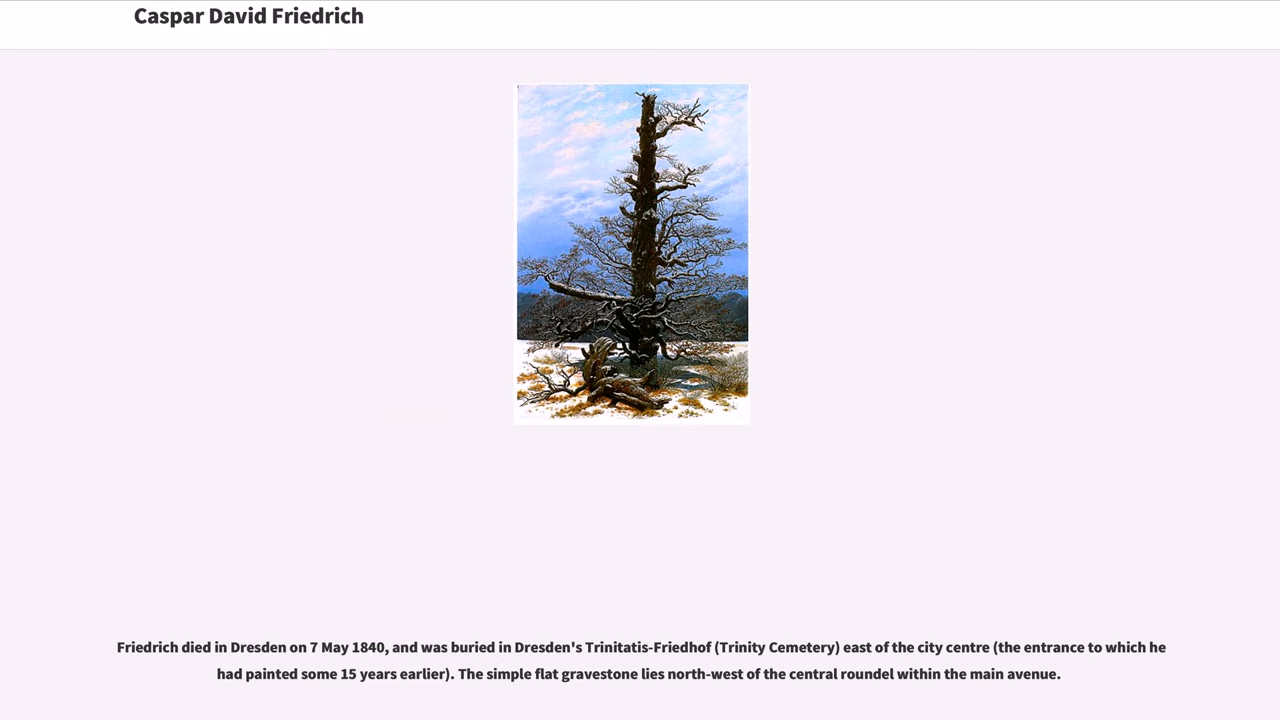 Caspar David Friedrich
Friedrich died in Dresden on 7 May 1840, and was buried in Dresden's Trinitatis-Friedhof (Trinity Cemetery) east of the city centre (the entrance to which he
had painted some 15 years earlier). The simple flat gravestone lies north-west of the central roundel within the main avenue.